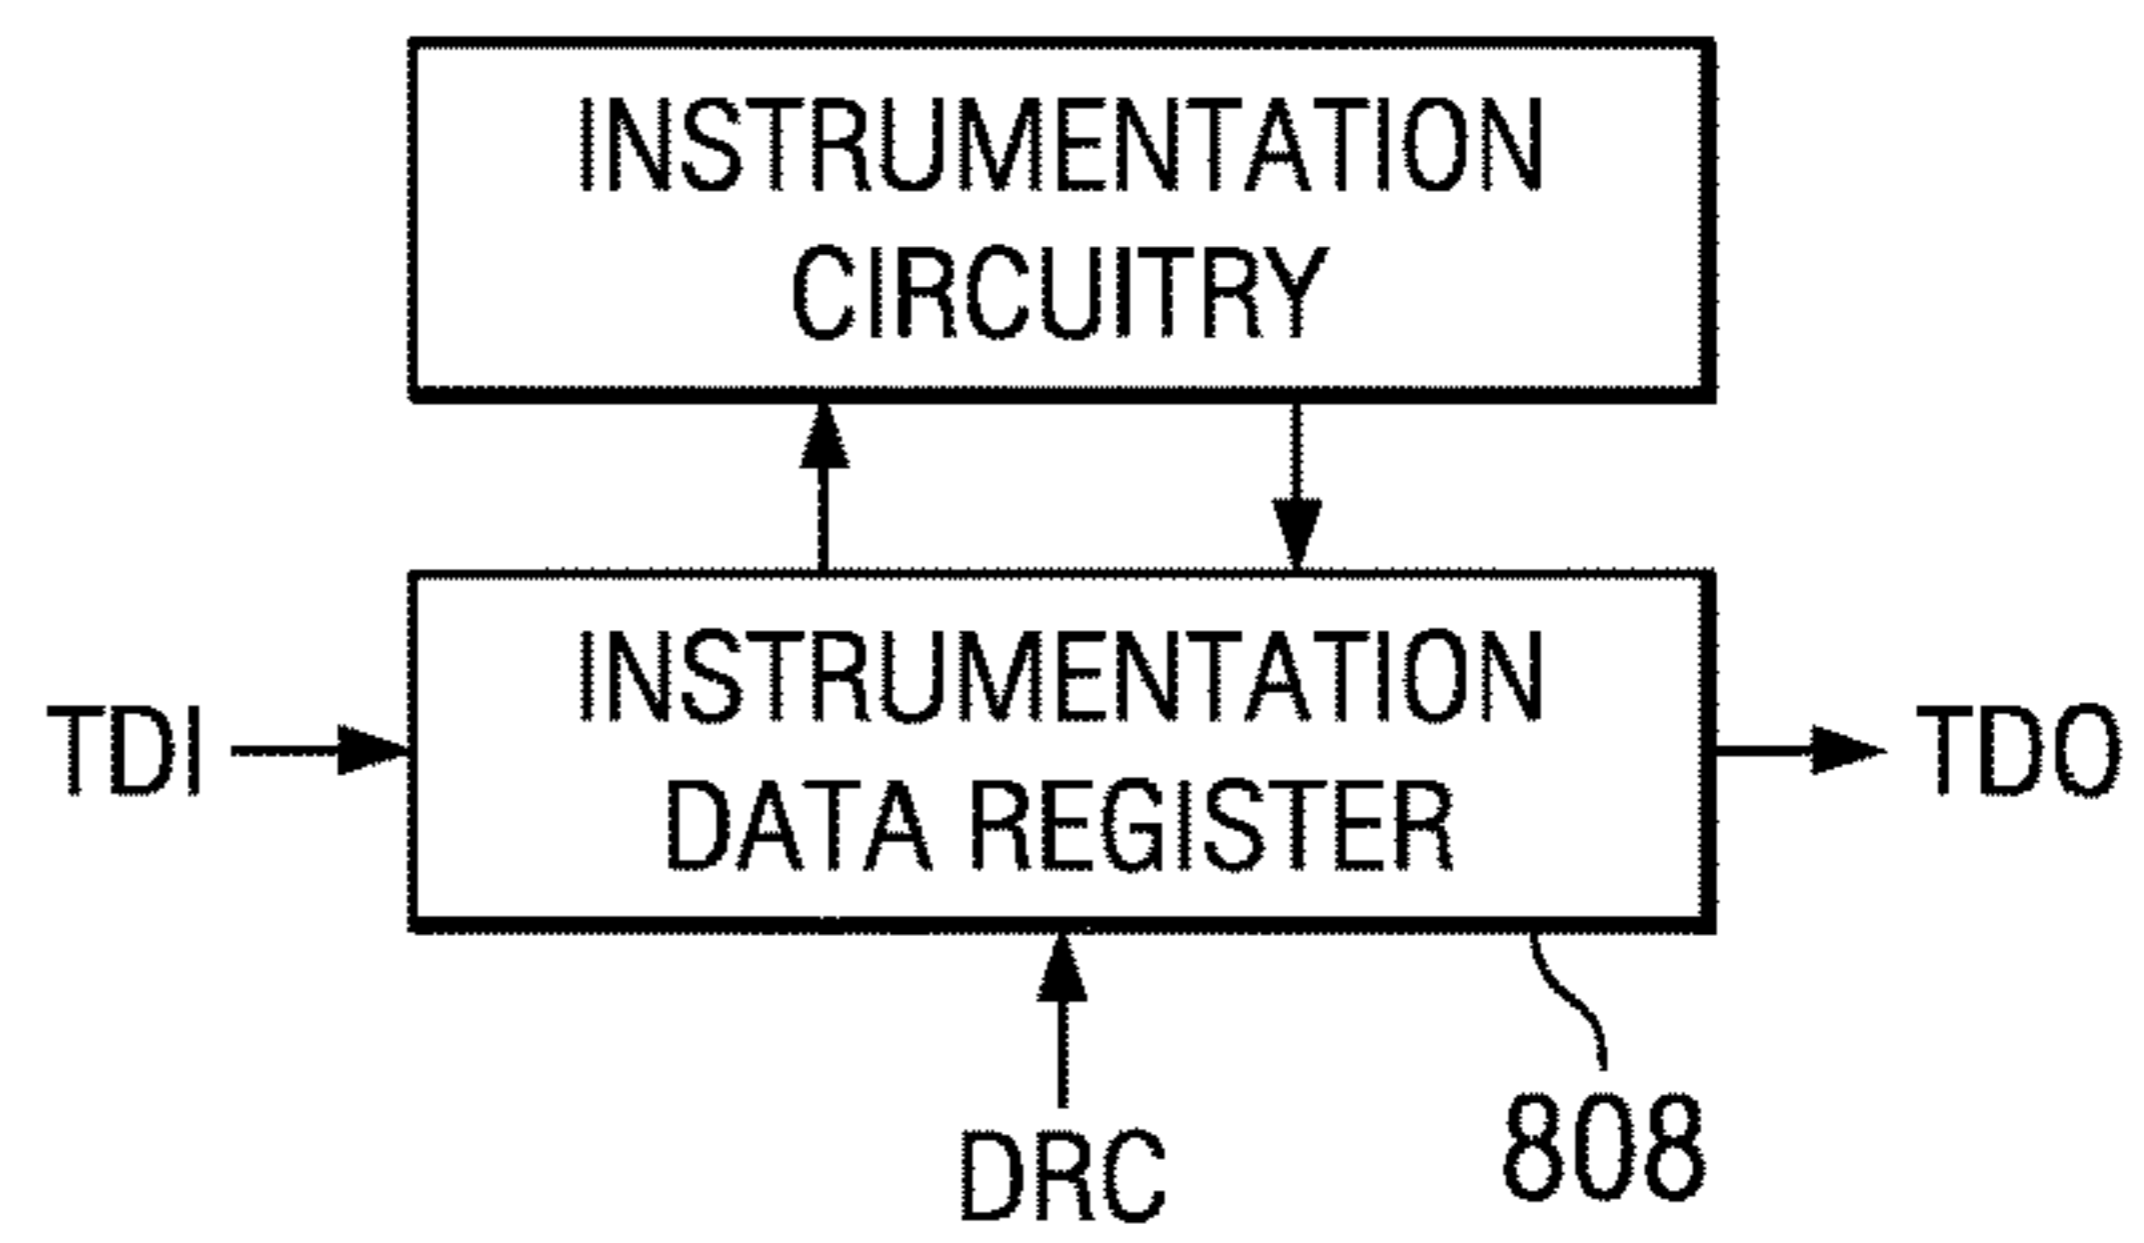 INSTRUMENTATION
CIRCUITRY
INSTRUMENTATION
TDI
TDO
DATA REGISTER
DRC
808